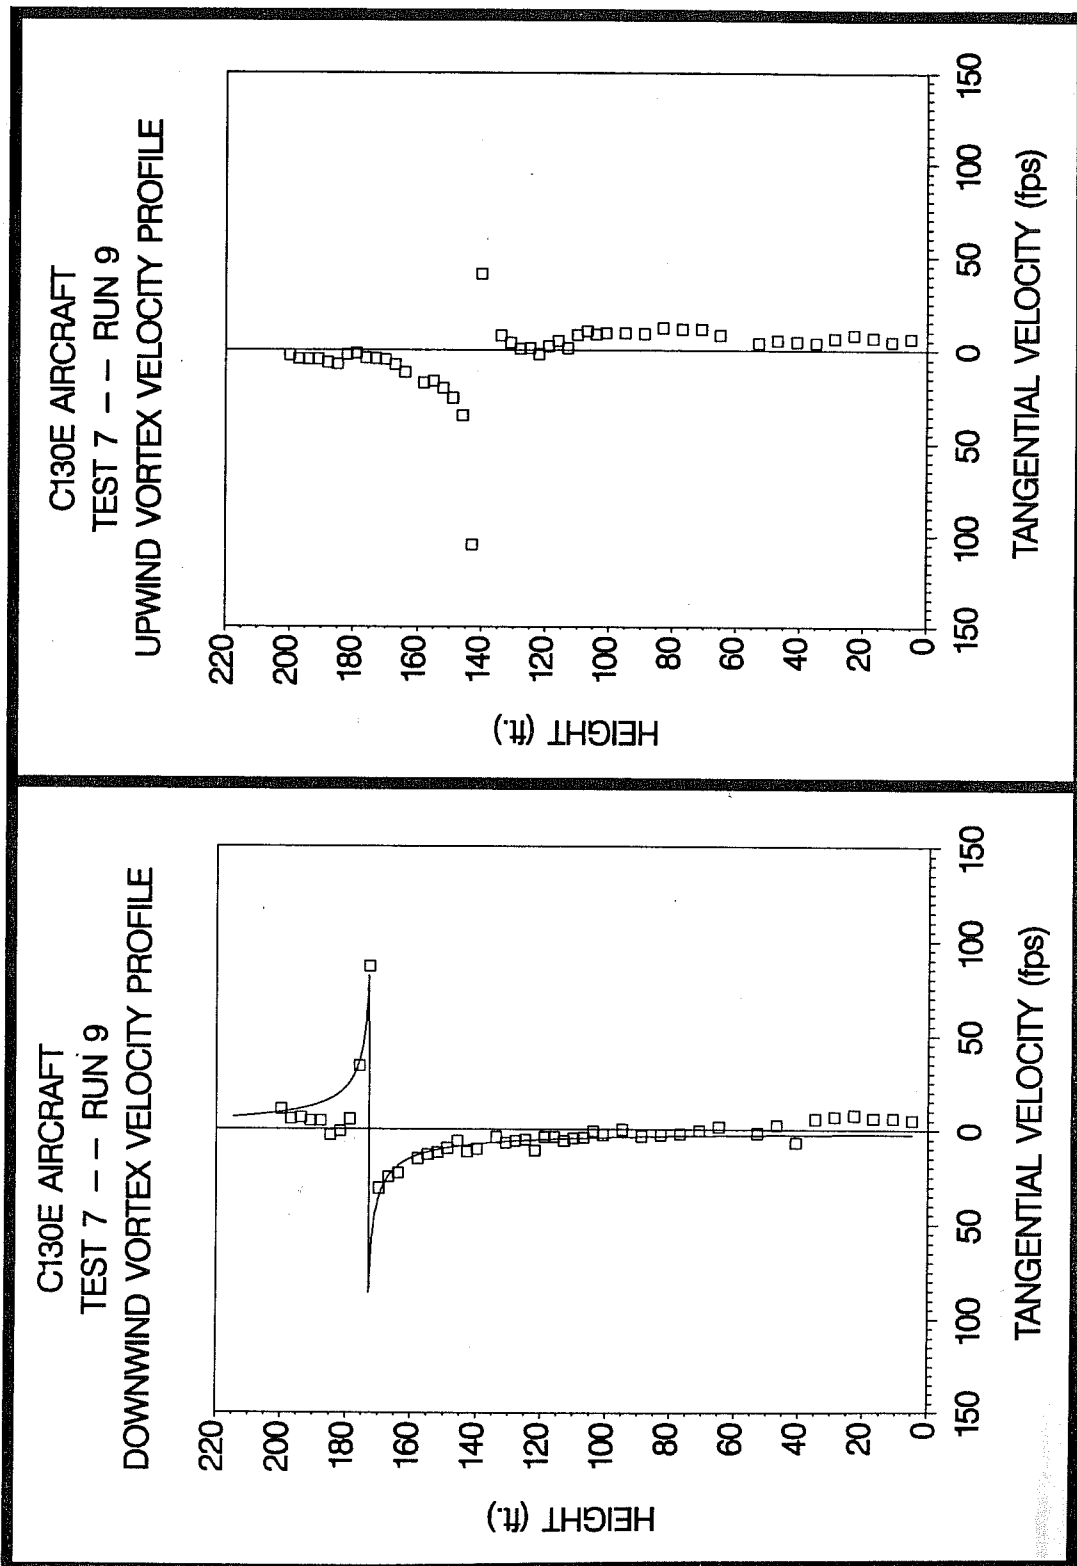 C130E AIRCRAFT
TEST 7 -- RUN 9
DOWNWIND VORTEX VELOCITY PROFILE
HEIGHT (ft.)
220
200
180
160
140
120
100
80
60
40
20
0
150 100 50 0 50 100 150
TANGENTIAL VELOCITY (fps)
C130E AIRCRAFT
TEST 7 -- RUN 9
UPWIND VORTEX VELOCITY PROFILE
HEIGHT (ft.)
220
200
180
160
140
120
100
80
60
40
20
0
150 100 50 0 50 100 150
TANGENTIAL VELOCITY (fps)